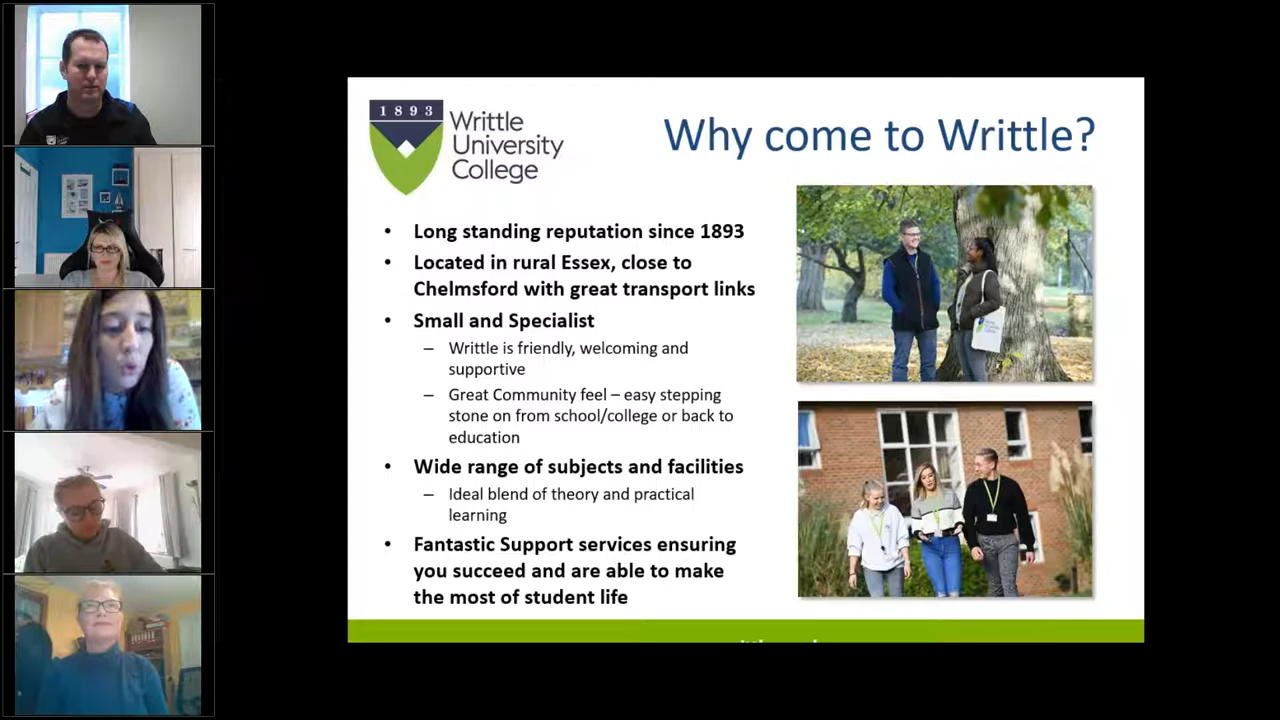 1893
Writtle
University
College
Why come to Writtle?
• Long standing reputation since 1893
• Located in rural Essex, close to
Chelmsford with great transport links
• Small and Specialist
– Writtle is friendly, welcoming and
supportive
– Great Community feel – easy stepping
stone on from school/college or back to
education
• Wide range of subjects and facilities
– Ideal blend of theory and practical
learning
• Fantastic Support services ensuring
you succeed and are able to make
the most of student life